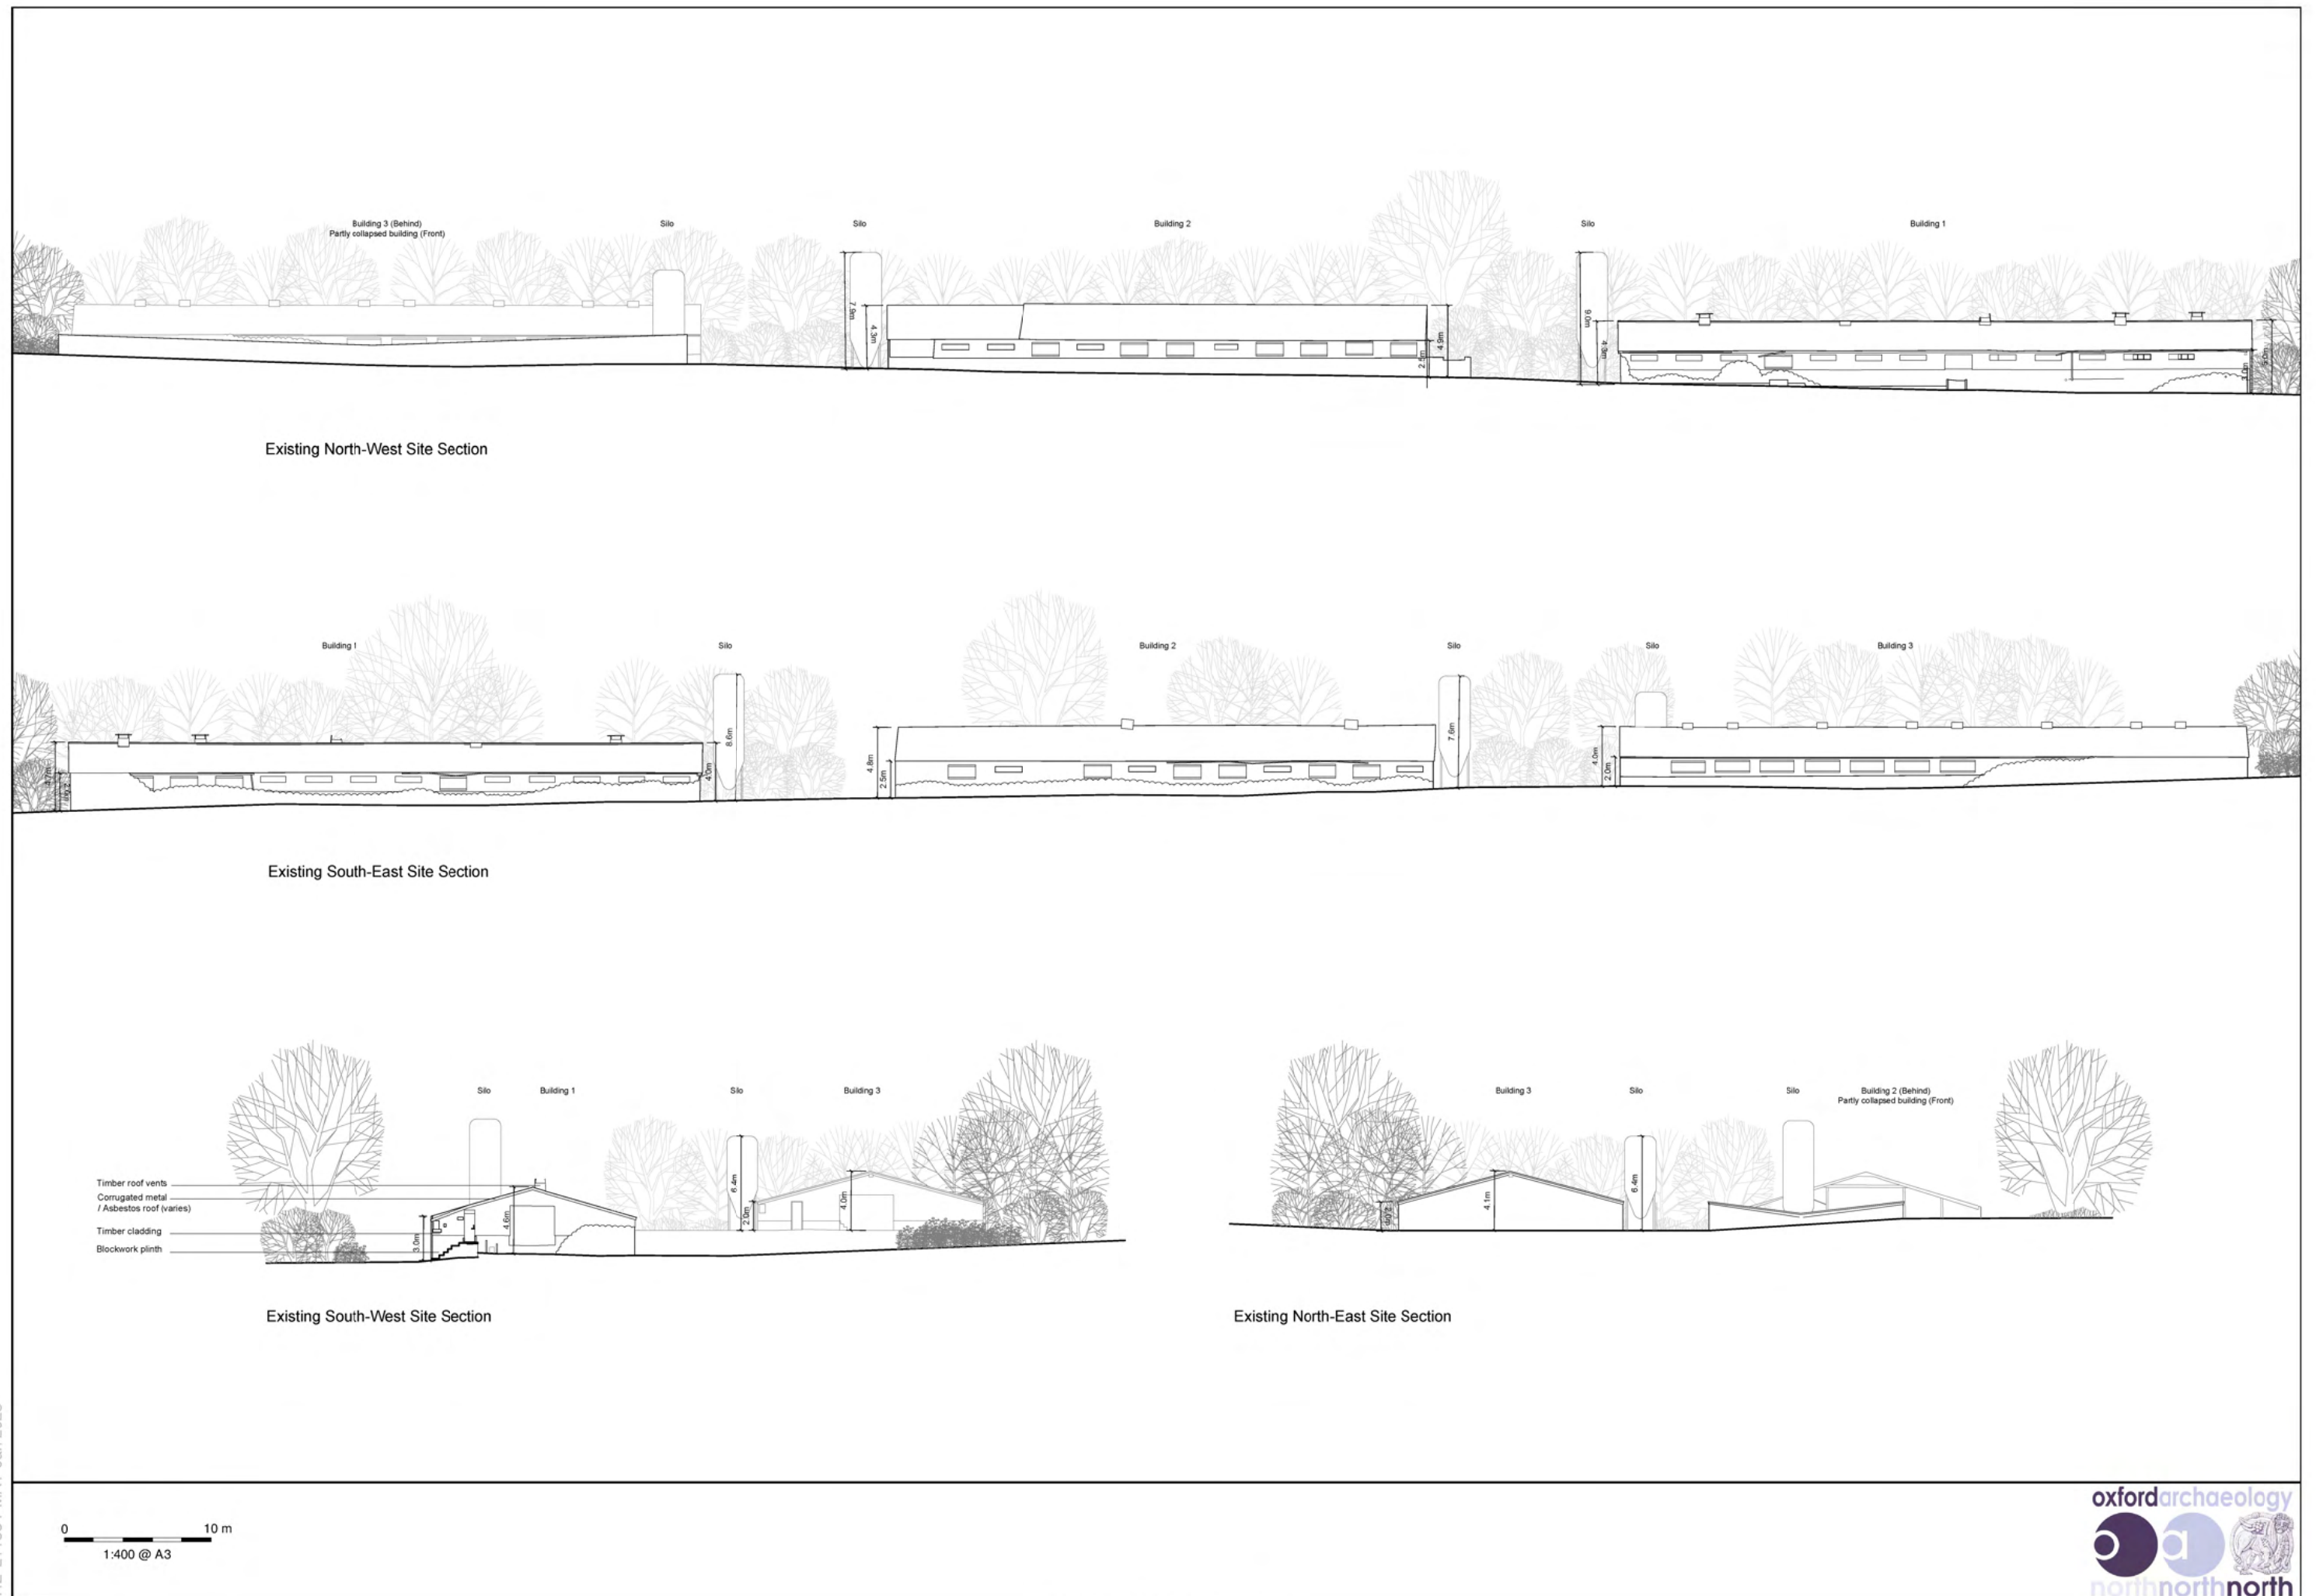 Building 3 (Behind)
Partly collapsed building (Front)
Silo
Silo
Building 2
Silo
Building 1
7.9m
4.3m
4.9m
9.0m
4.3m
Existing North-West Site Section
Building 1
Silo
Building 2
Silo
Silo
Building 3
8.6m
4.0m
4.8m
2.5m
7.6m
4.0m
2.0m
Existing South-East Site Section
Silo
Building 1
Silo
Building 3
Timber roof vents
Corrugated metal
/ Asbestos roof (varies)
Timber cladding
Blockwork plinth
3.0m
4.6m
6.4m
2.0m
4.0m
Existing South-West Site Section
Building 3
Silo
Silo
Building 2 (Behind)
Partly collapsed building (Front)
2.0m
4.1m
6.4m
Existing North-East Site Section
0 10 m
1:400 @ A3
oxfordarchaeology
northnorthnorth